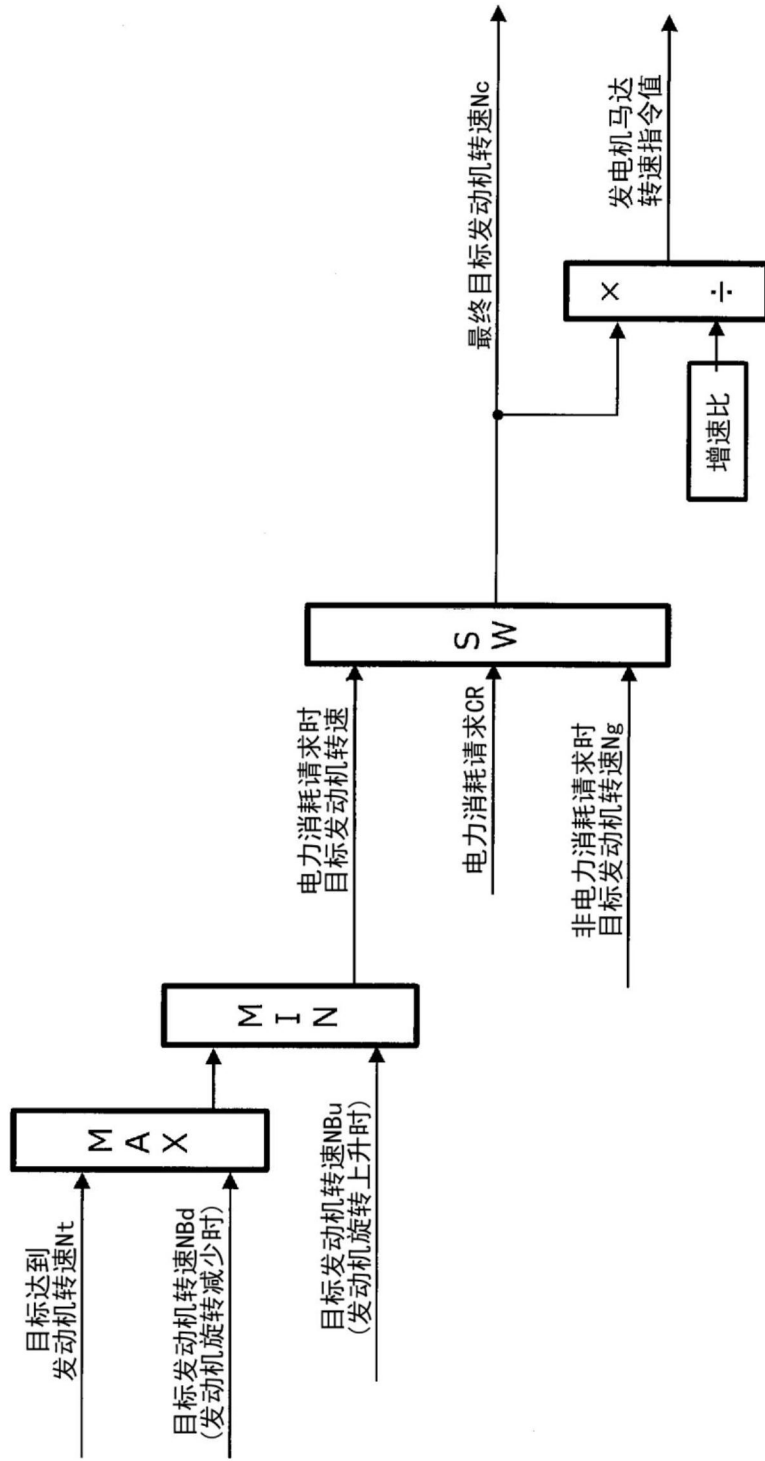 目标达到
发动机转速Nt
目标发动机转速NBd
(发动机旋转减少时)
MAX
目标发动机转速NBu
(发动机旋转上升时)
MIN
电力消耗请求时
目标发动机转速
电力消耗请求CR
非电力消耗请求时
目标发动机转速Ng
SW
最终目标发动机转速Nc
增速比
×
÷
发电机马达
转速指令值